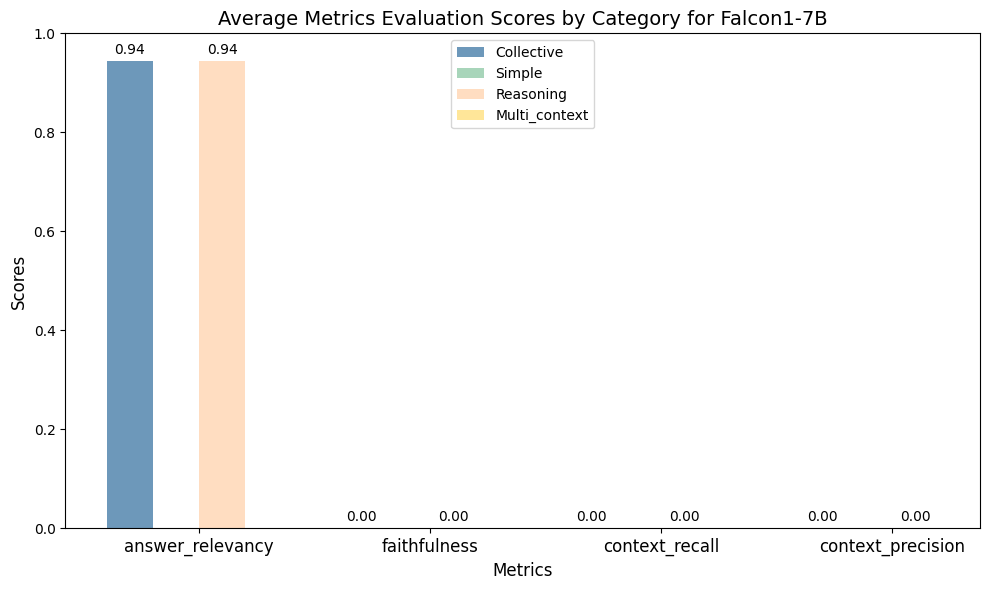 Average Metrics Evaluation Scores by Category for Falcon1-7B
Scores
1.0
0.8
0.6
0.4
0.2
0.0
0.94
0.94
0.00
0.00
0.00
0.00
0.00
0.00
Collective
Simple
Reasoning
Multi_context
answer_relevancy
faithfulness
context_recall
context_precision
Metrics